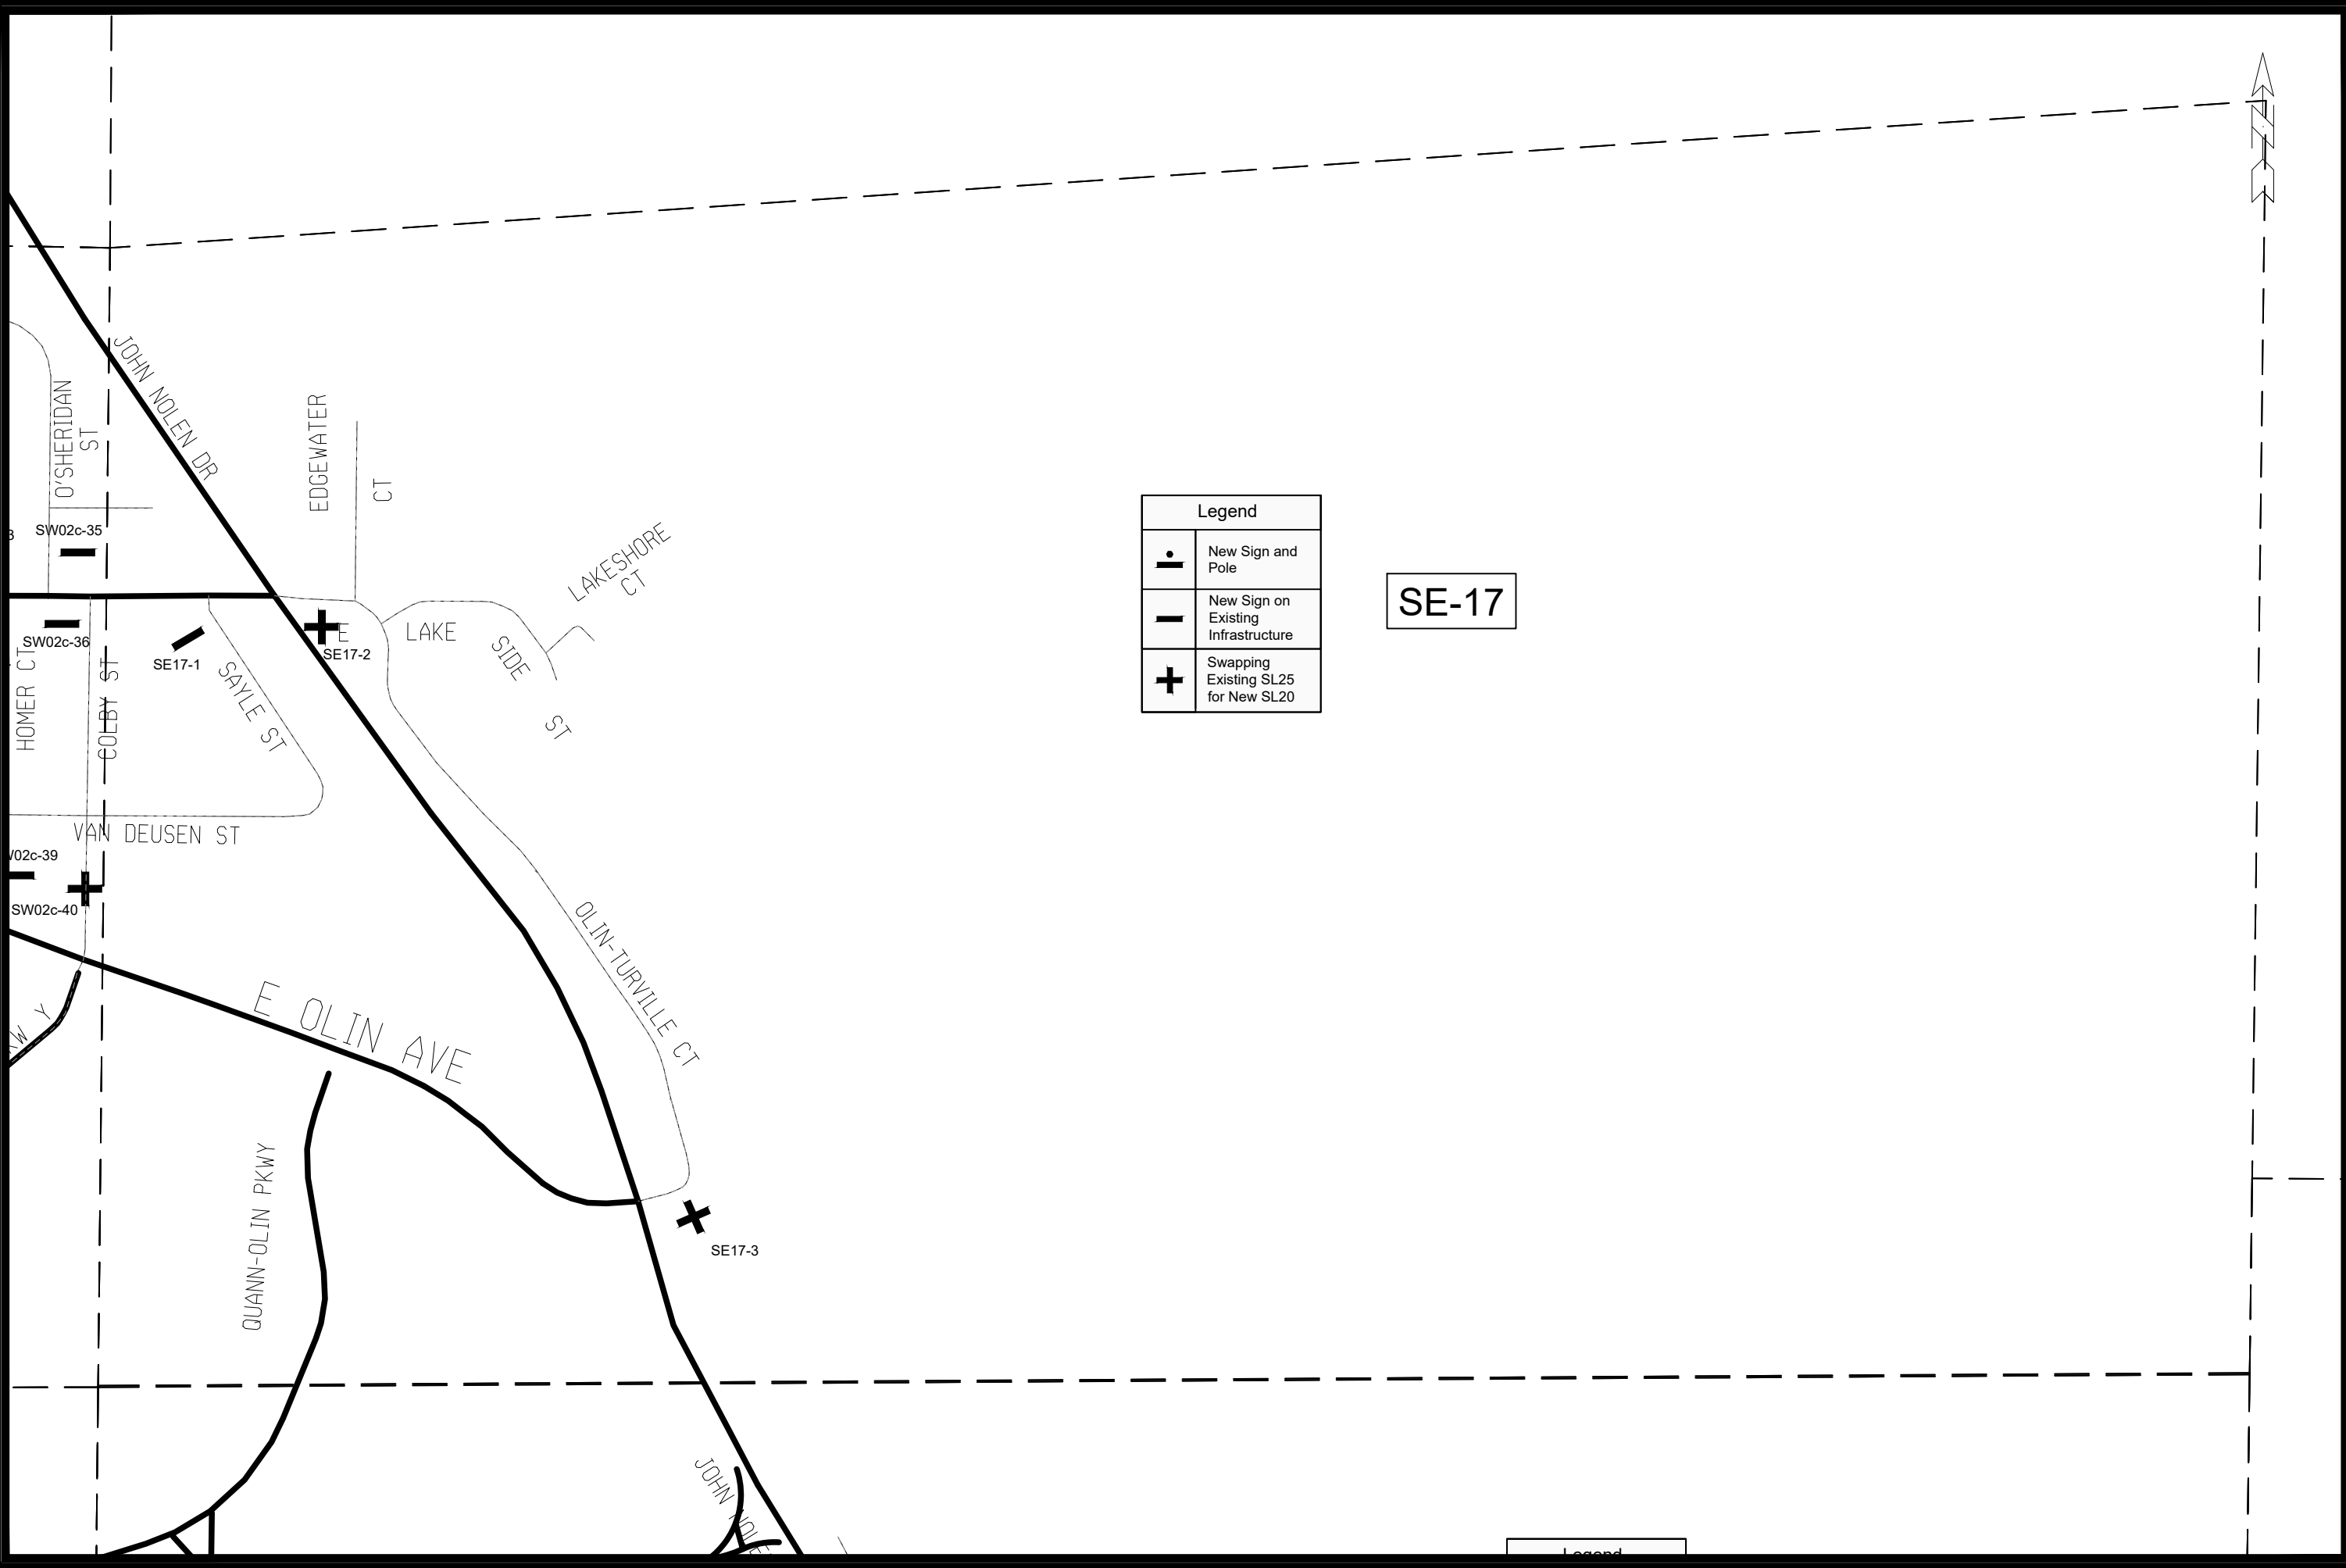 JOHN NOLEN DR
O'SHERIDAN
ST
EDGEWATER
CT
LAKESHORE
CT
SW02c-35
SW02c-36
SE17-1
SE17-2
E LAKE SIDE ST
HOMER CT
COLBY ST
SAYLE ST
VAN DEUSEN ST
SW02c-40
OLIN-TURVILLE CT
E OLIN AVE
QUANN-OLIN PKWY
SE17-3
Legend
New Sign and
Pole
New Sign on
Existing
Infrastructure
Swapping
Existing SL25
for New SL20
SE-17
N
JOHN
Legend